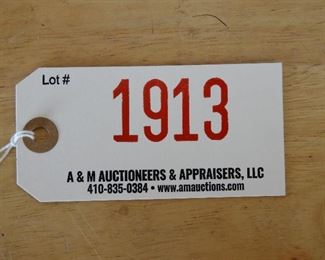 Lot #
1913
A & M AUCTIONEERS & APPRAISERS, LLC
410-835-0384 • www.amauctions.com